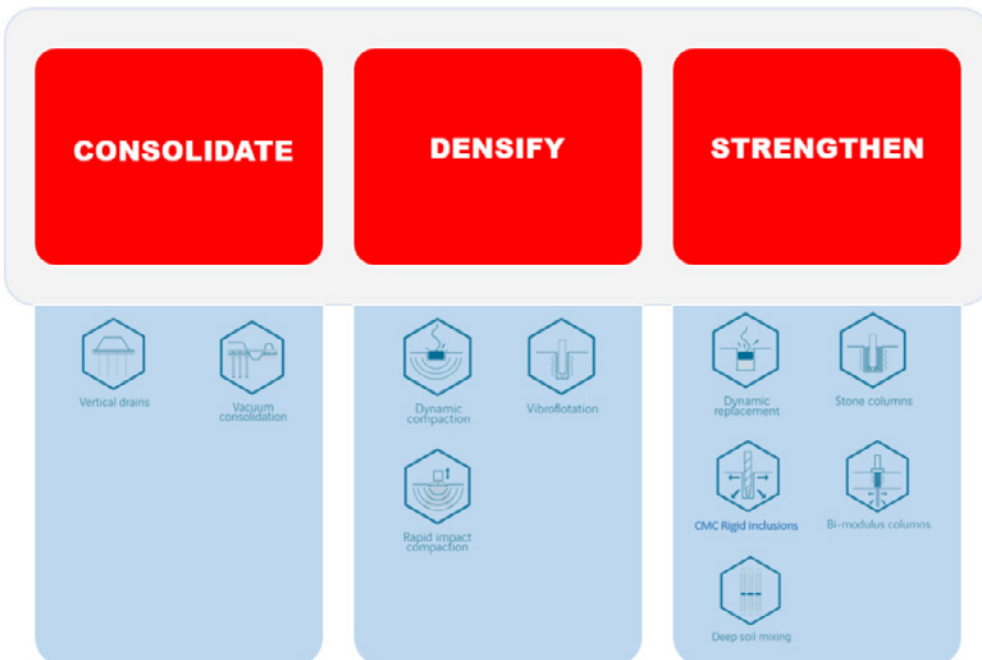 CONSOLIDATE
DENSIFY
STRENGTHEN
Vertical drains
Vacuum
consolidation
Dynamic
compaction
Vibroflotation
Rapid impact
compaction
Dynamic
replacement
Stone columns
CMC Rigid inclusions
Bi-modulus columns
Deep soil mixing